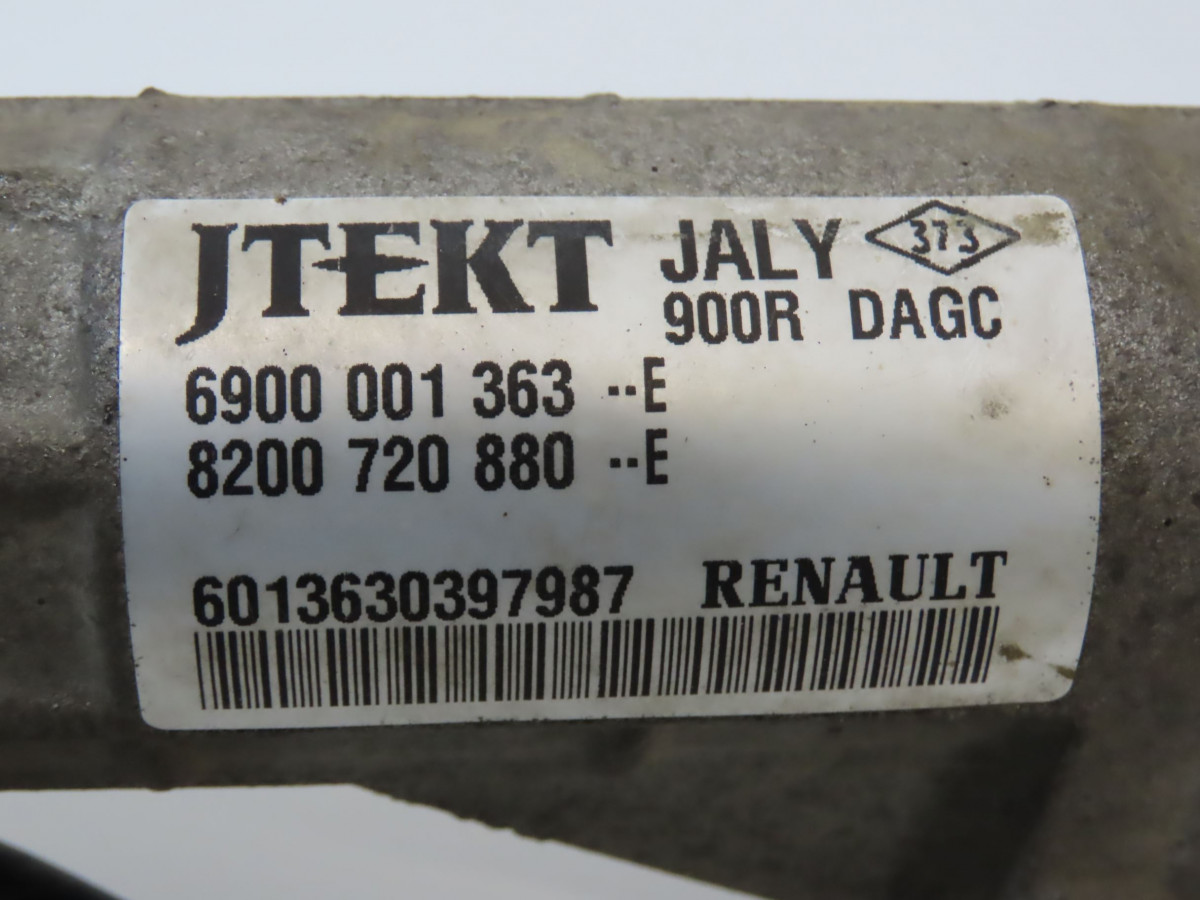 JTEKT JALY 373
900R DAGC
6900 001 363 --E
8200 720 880 --E
6013630397987 RENAULT